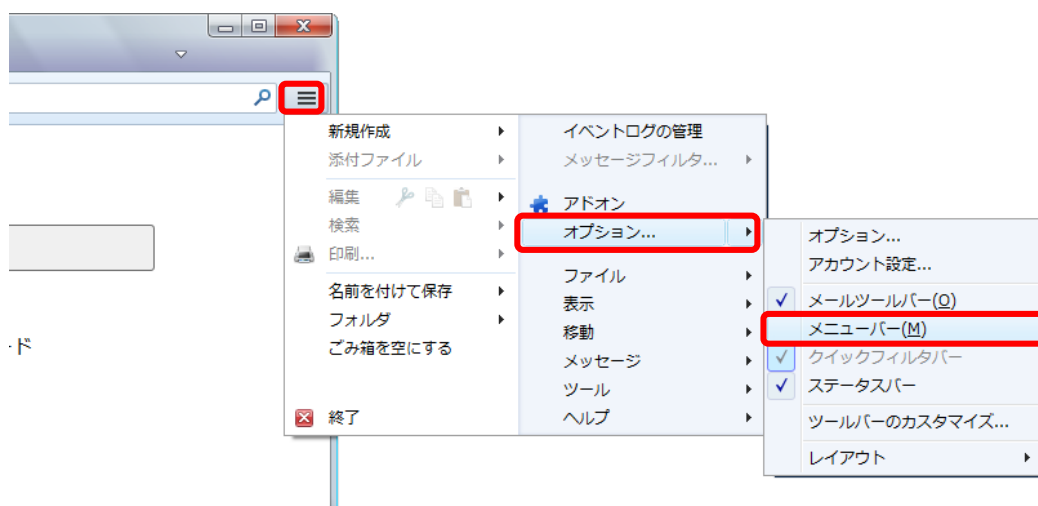 新規作成
添付ファイル
編集
検索
印刷...
名前を付けて保存
フォルダ
ごみ箱を空にする
終了
イベントログの管理
メッセージフィルタ...
アドオン
オプション...
ファイル
表示
移動
メッセージ
ツール
ヘルプ
オプション...
アカウント設定...
メールツールバー(O)
メニューバー(M)
クイックフィルタバー
ステータスバー
ツールバーのカスタマイズ...
レイアウト
ド